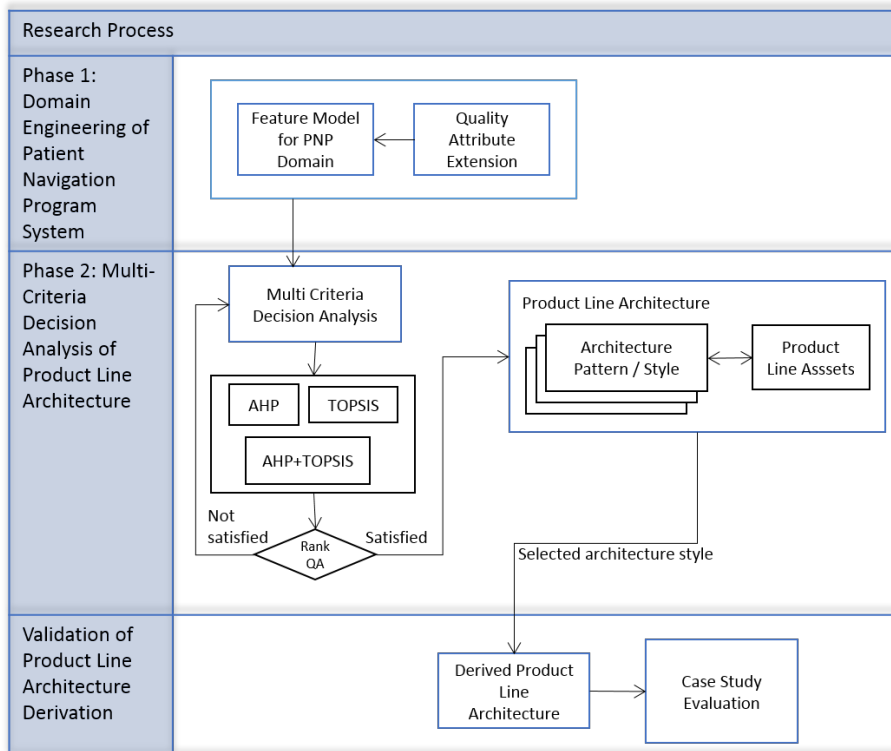 Research Process
Phase 1:
Domain
Engineering of
Patient
Navigation
Program
System
Feature Model
for PNP
Domain
Quality
Attribute
Extension
Phase 2: Multi-
Criteria
Decision
Analysis of
Product Line
Architecture
Multi Criteria
Decision Analysis
AHP
TOPSIS
AHP+TOPSIS
Not
satisfied
Rank
QA
Satisfied
Product Line Architecture
Architecture
Pattern / Style
Product
Line Asssets
Selected architecture style
Validation of
Product Line
Architecture
Derivation
Derived Product
Line
Architecture
Case Study
Evaluation